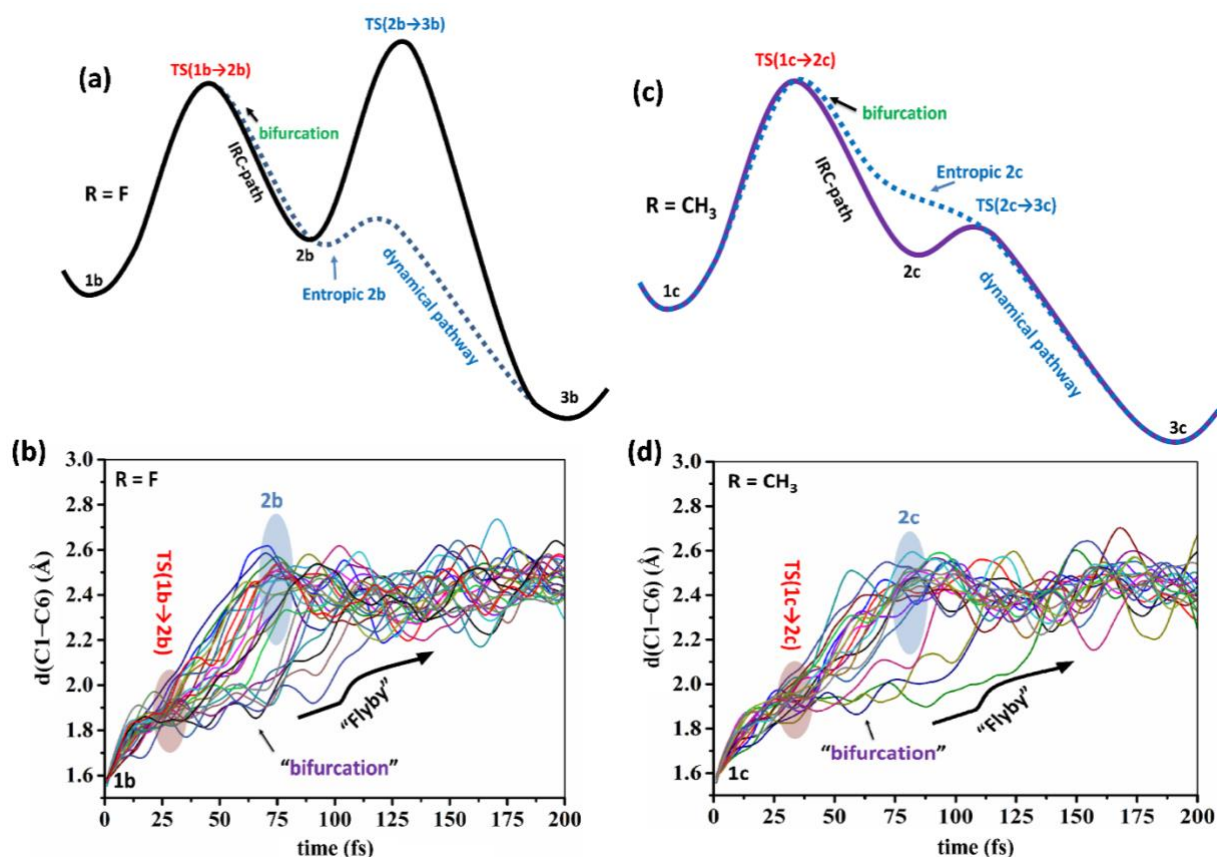 (a)
TS(1b→2b)
TS(2b→3b)
bifurcation
IRC-path
R = F
1b
2b
Entropic 2b
dynamical pathway
3b
(c)
TS(1c→2c)
bifurcation
IRC-path
Entropic 2c
TS(2c→3c)
R = CH3
1c
2c
dynamical pathway
3c
(b)
R = F
2b
TS(1b→2b)
"Flyby"
"bifurcation"
1b
d(C1–C6) (Å)
3.0
2.8
2.6
2.4
2.2
2.0
1.8
1.6
0 25 50 75 100 125 150 175 200
time (fs)
(d)
R = CH3
2c
TS(1c→2c)
"Flyby"
"bifurcation"
1c
d(C1–C6) (Å)
3.0
2.8
2.6
2.4
2.2
2.0
1.8
1.6
0 25 50 75 100 125 150 175 200
time (fs)